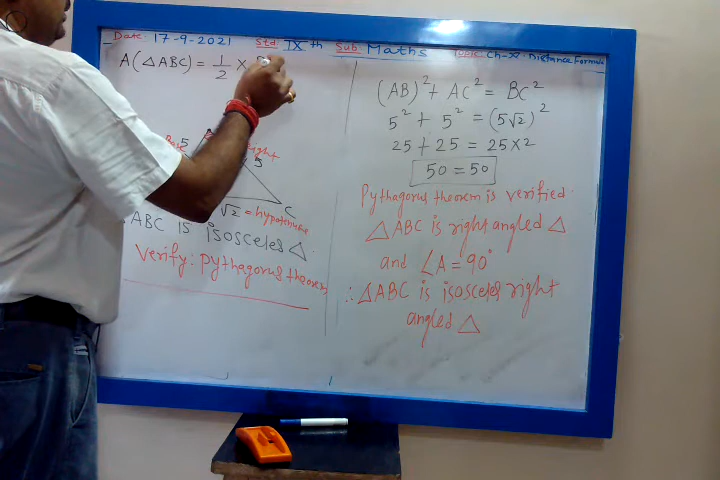 Date: 17-9-2021 Std: IX th Sub: Maths Topic: Ch-X: Distance Formula
A(△ABC) = 1/2 ×
5
5
√2 = hypotenuse
C
ABC is isosceles △.
Verify: Pythagorus theorem
(AB)² + AC² = BC²
5² + 5² = (5√2)²
25 + 25 = 25×2
50 = 50
Pythagorus theorem is verified.
△ABC is right angled △
and ∠A = 90°
∴ △ABC is isosceles right
angled △